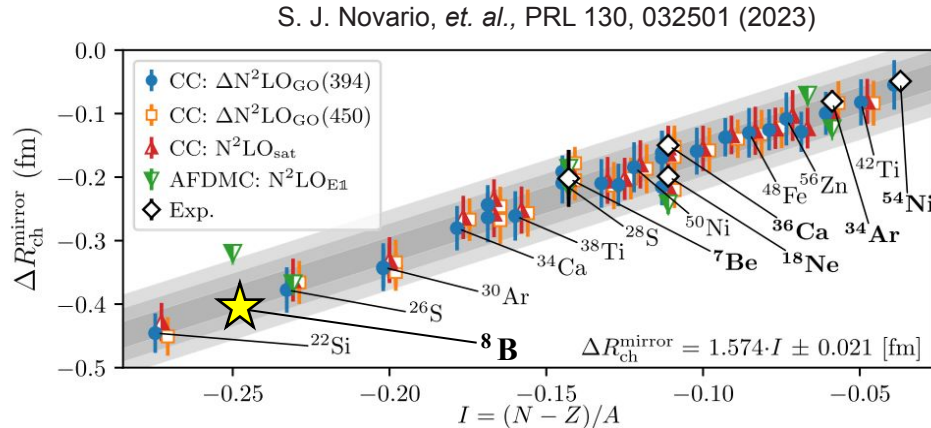 S. J. Novario, et. al., PRL 130, 032501 (2023)
0.0
−0.1
−0.2
−0.3
−0.4
−0.5
ΔR_ch^mirror (fm)
CC: ΔN²LO_GO(394)
CC: ΔN²LO_GO(450)
CC: N²LO_sat
AFDMC: N²LO_E1
Exp.
²²Si
⁸B
²⁶S
³⁰Ar
³⁴Ca
³⁸Ti
²⁸S
⁷Be
⁵⁰Ni
¹⁸Ne
³⁶Ca
⁴⁸Fe
⁵⁶Zn
³⁴Ar
⁴²Ti
⁵⁴Ni
ΔR_ch^mirror = 1.574·I ± 0.021 [fm]
−0.25 −0.20 −0.15 −0.10 −0.05
I = (N − Z)/A